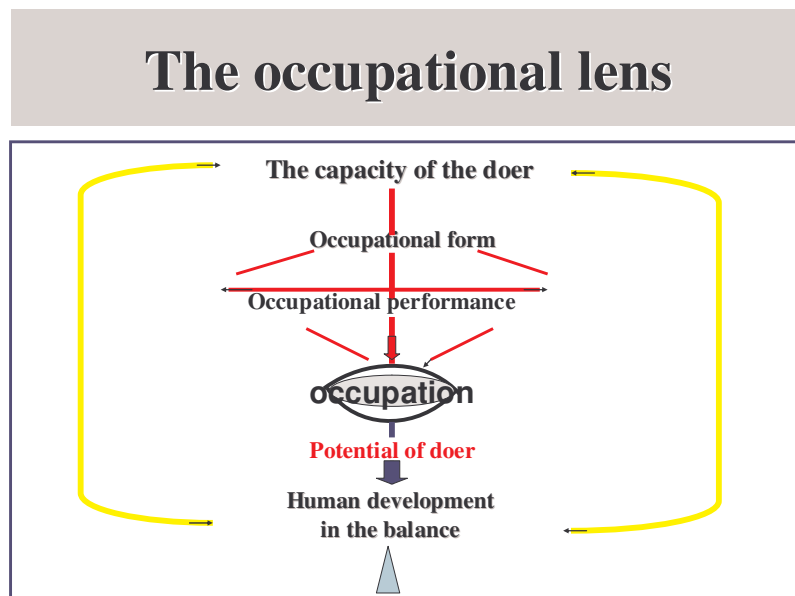 The occupational lens
The capacity of the doer
Occupational form
Occupational performance
occupation
Potential of doer
Human development
in the balance